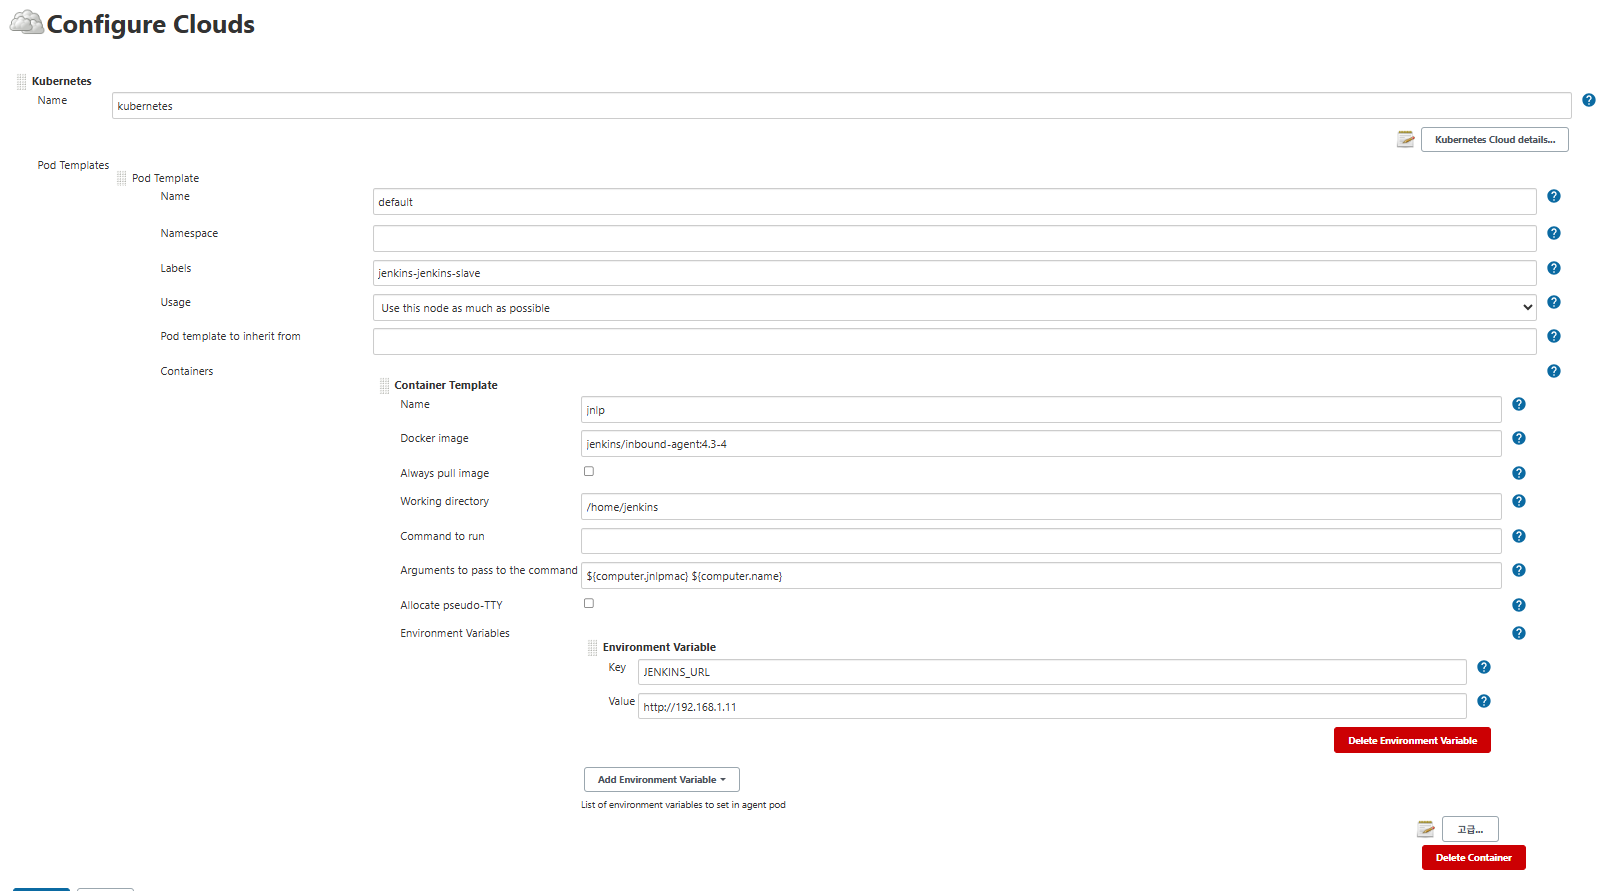 Configure Clouds
Kubernetes
Name
kubernetes
Kubernetes Cloud details...
Pod Templates
Pod Template
Name
default
Namespace
Labels
jenkins-jenkins-slave
Usage
Use this node as much as possible
Pod template to inherit from
Containers
Container Template
Name
jnlp
Docker image
jenkins/inbound-agent:4.3-4
Always pull image
Working directory
/home/jenkins
Command to run
Arguments to pass to the command
${computer.jnlpmac} ${computer.name}
Allocate pseudo-TTY
Environment Variables
Environment Variable
Key
JENKINS_URL
Value
http://192.168.1.11
Delete Environment Variable
Add Environment Variable
List of environment variables to set in agent pod
고급...
Delete Container